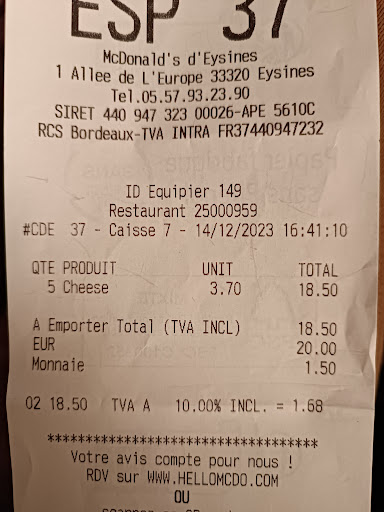 ESP 37
McDonald's d'Eysines
1 Allee de L'Europe 33320 Eysines
Tel.05.57.93.23.90
SIRET 440 947 323 00026-APE 5610C
RCS Bordeaux-TVA INTRA FR37440947232
ID Equipier 149
Restaurant 25000959
#CDE 37 - Caisse 7 - 14/12/2023 16:41:10
QTE PRODUIT UNIT TOTAL
5 Cheese 3.70 18.50
A Emporter Total (TVA INCL) 18.50
EUR 20.00
Monnaie 1.50
02 18.50 TVA A 10.00% INCL. = 1.68
************************************
Votre avis compte pour nous !
RDV sur WWW.HELLOMCDO.COM
OU